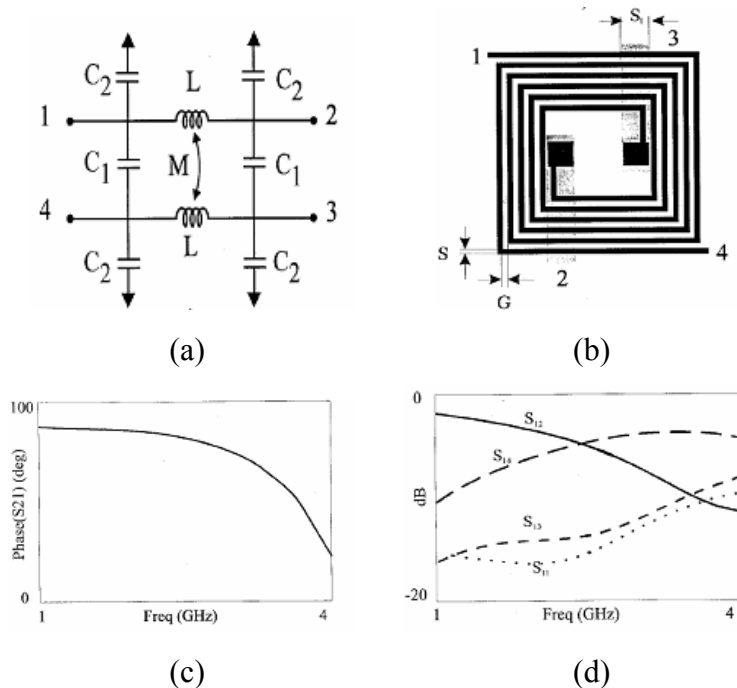 C2
L
C2
1
2
C1
M
C1
4
3
C2
L
C2
(a)
S1
3
1
S
G
2
4
(b)
100
Phase(S21) (deg)
0
1
Freq (GHz)
4
(c)
0
S12
S14
dB
S13
S11
-20
1
Freq (GHz)
4
(d)